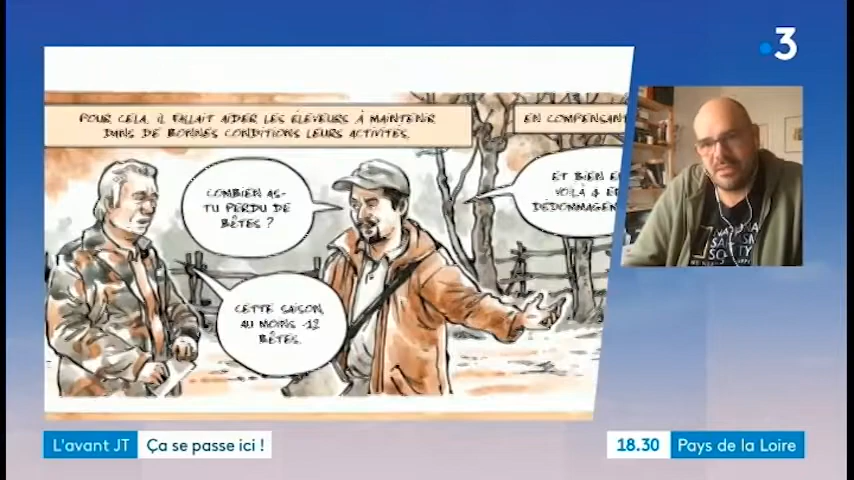 3
POUR CELA, IL FALLAIT AIDER LES ÉLEVEURS À MAINTENIR
DANS DE BONNES CONDITIONS LEURS ACTIVITÉS.
EN COMPENSANT
COMBIEN AS-
TU PERDU DE
BÊTES ?
ET BIEN
VOILÀ 4
CETTE SAISON,
AU MOINS -12
BÊTES.
NATIONAL
L'avant JT
Ça se passe ici !
18.30
Pays de la Loire